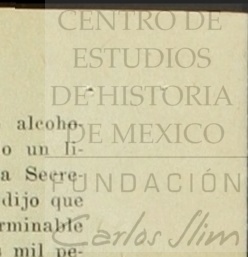 CENTRO DE
ESTUDIOS
DE HISTORIA
DE MEXICO
FUNDACIÓN
Carlos Slim
alcoho-
o un li-
a Secre-
dijo que
rminable
mil pe-